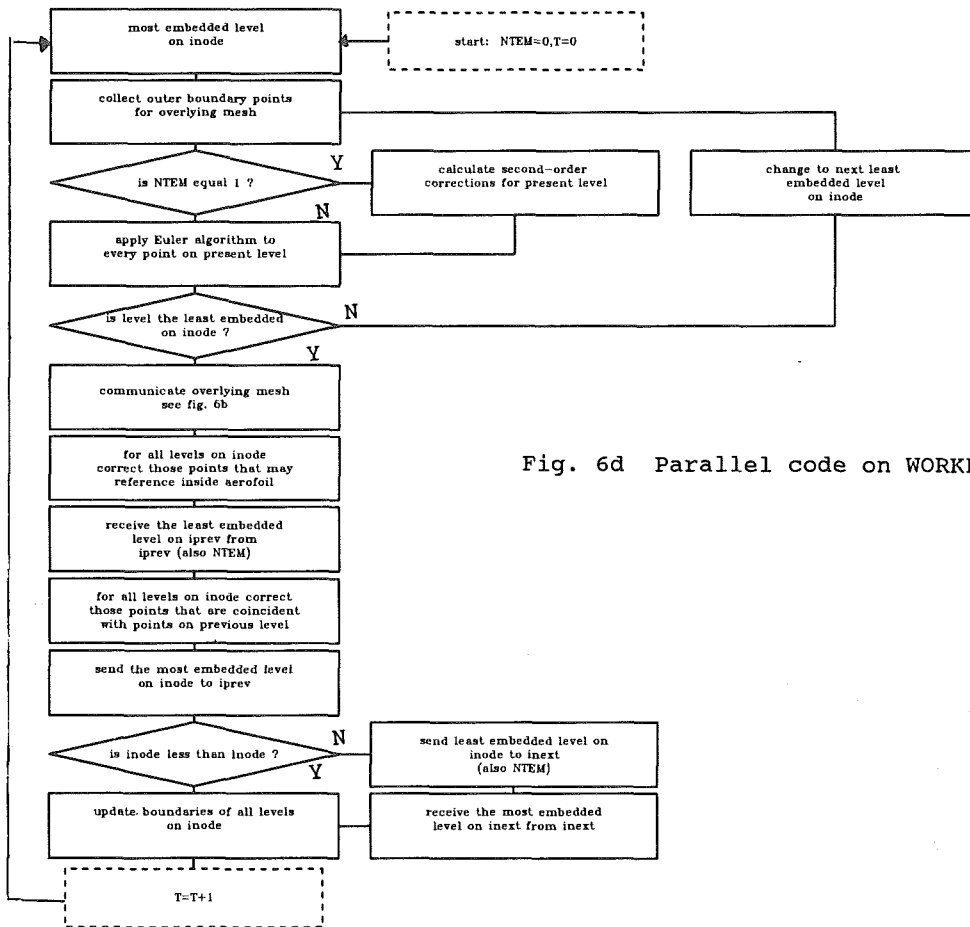 most embedded level
on inode
start: NTEM=0,T=0
collect outer boundary points
for overlying mesh
is NTEM equal 1 ?
Y
N
calculate second-order
corrections for present level
change to next least
embedded level
on inode
apply Euler algorithm to
every point on present level
is level the least embedded
on inode ?
N
Y
communicate overlying mesh
see fig. 6b
for all levels on inode
correct those points that may
reference inside aerofoil
Fig. 6d Parallel code on
receive the least embedded
level on iprev from
iprev (also NTEM)
for all levels on inode correct
those points that are coincident
with points on previous level
send the most embedded level
on inode to iprev
is inode less than lnode ?
N
Y
send least embedded level on
inode to inext
(also NTEM)
update boundaries of all levels
on inode
receive the most embedded
level on inext from inext
T=T+1